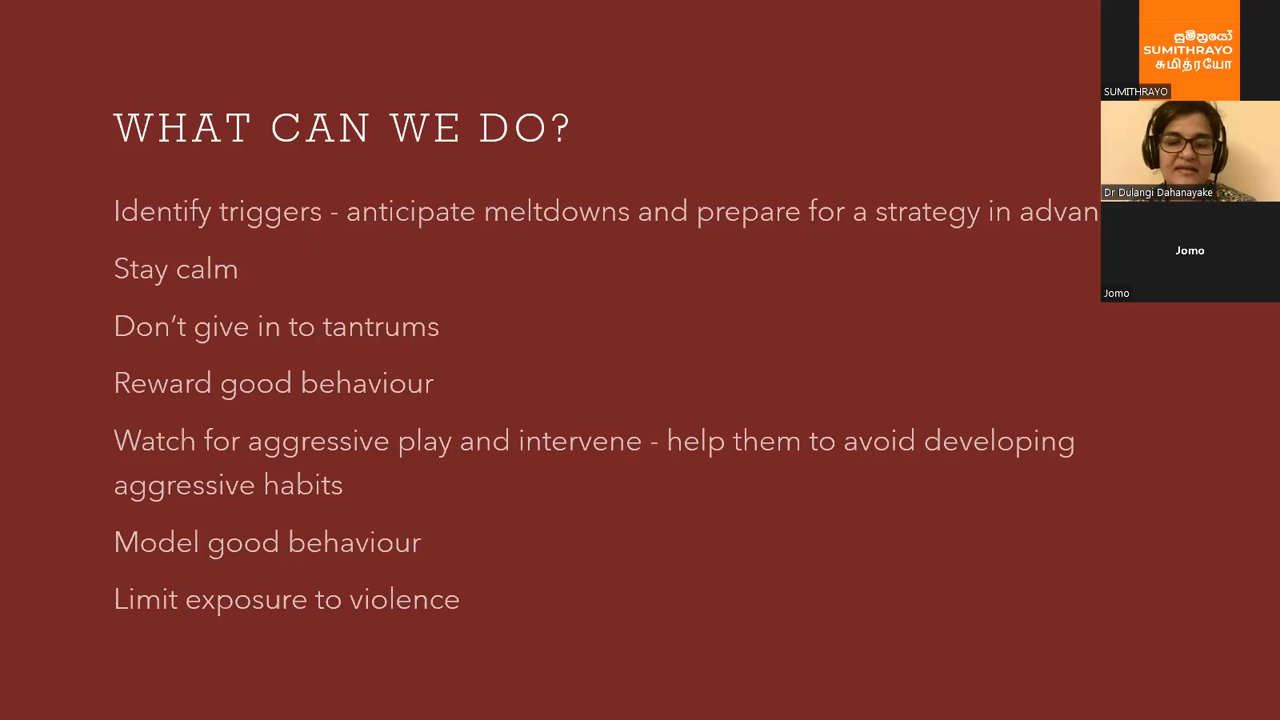 WHAT CAN WE DO?
Identify triggers - anticipate meltdowns and prepare for a strategy in advan
Stay calm
Don’t give in to tantrums
Reward good behaviour
Watch for aggressive play and intervene - help them to avoid developing
aggressive habits
Model good behaviour
Limit exposure to violence
සුමිත්‍රයෝ
SUMITHRAYO
சுமித்ரயோ
SUMITHRAYO
Dr Dulangi Dahanayake
Jomo
Jomo